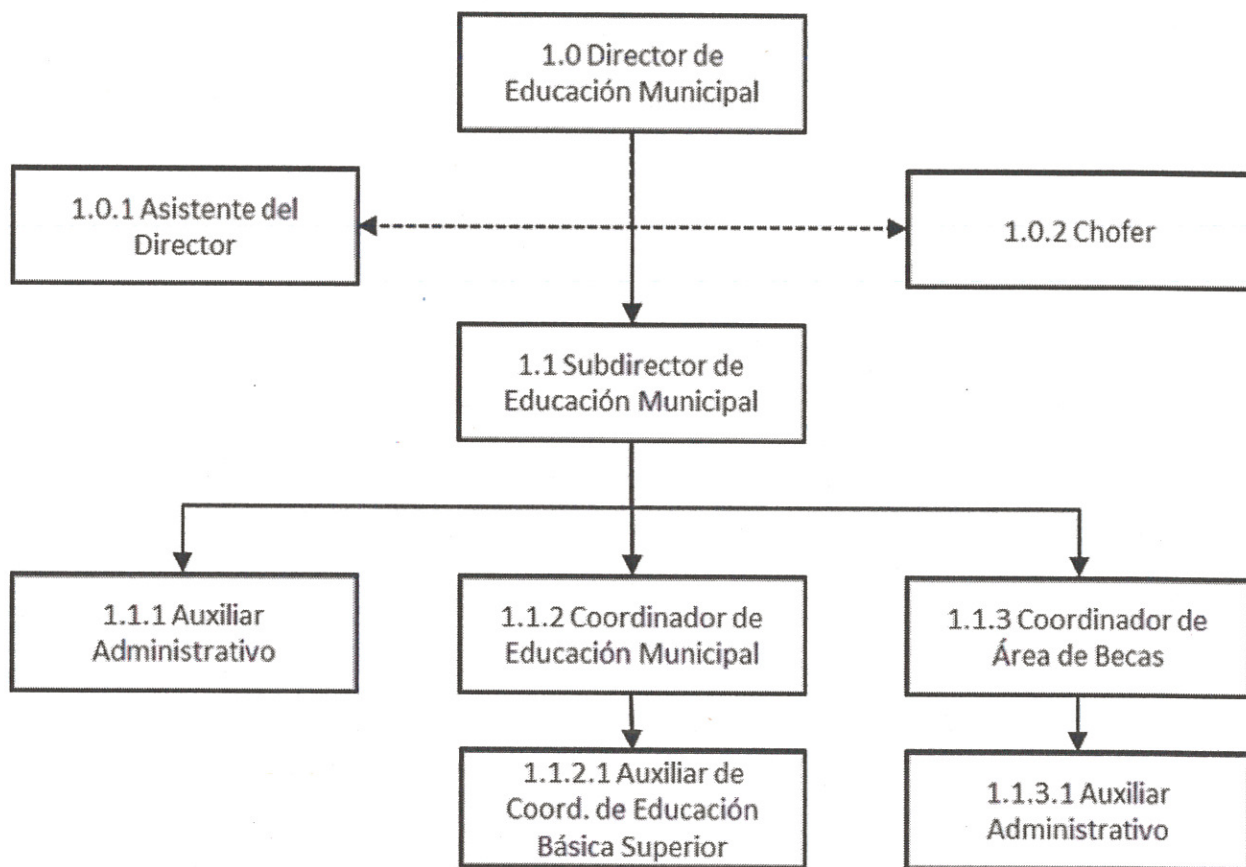 1.0 Director de
Educación Municipal
1.0.1 Asistente del
Director
1.0.2 Chofer
1.1 Subdirector de
Educación Municipal
1.1.1 Auxiliar
Administrativo
1.1.2 Coordinador de
Educación Municipal
1.1.3 Coordinador de
Área de Becas
1.1.2.1 Auxiliar de
Coord. de Educación
Básica Superior
1.1.3.1 Auxiliar
Administrativo